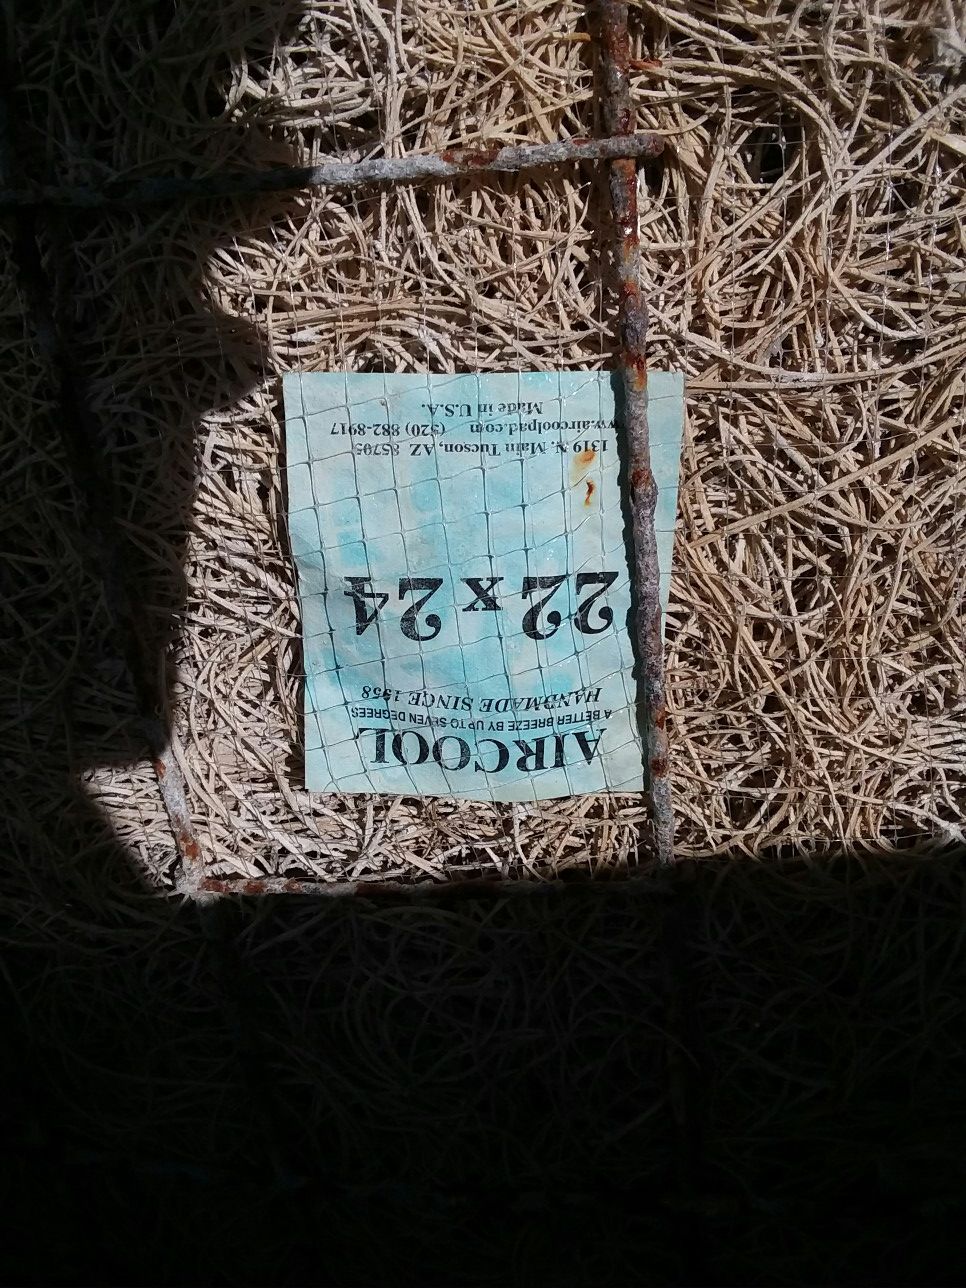 AIRCOOL
A BETTER BREEZE BY UP TO SEVEN DEGREES
HANDMADE SINCE 1958
22 x 24
1319 N. Main Tucson, AZ 85705
www.aircoolpad.com (520) 882-8917
Made in U.S.A.